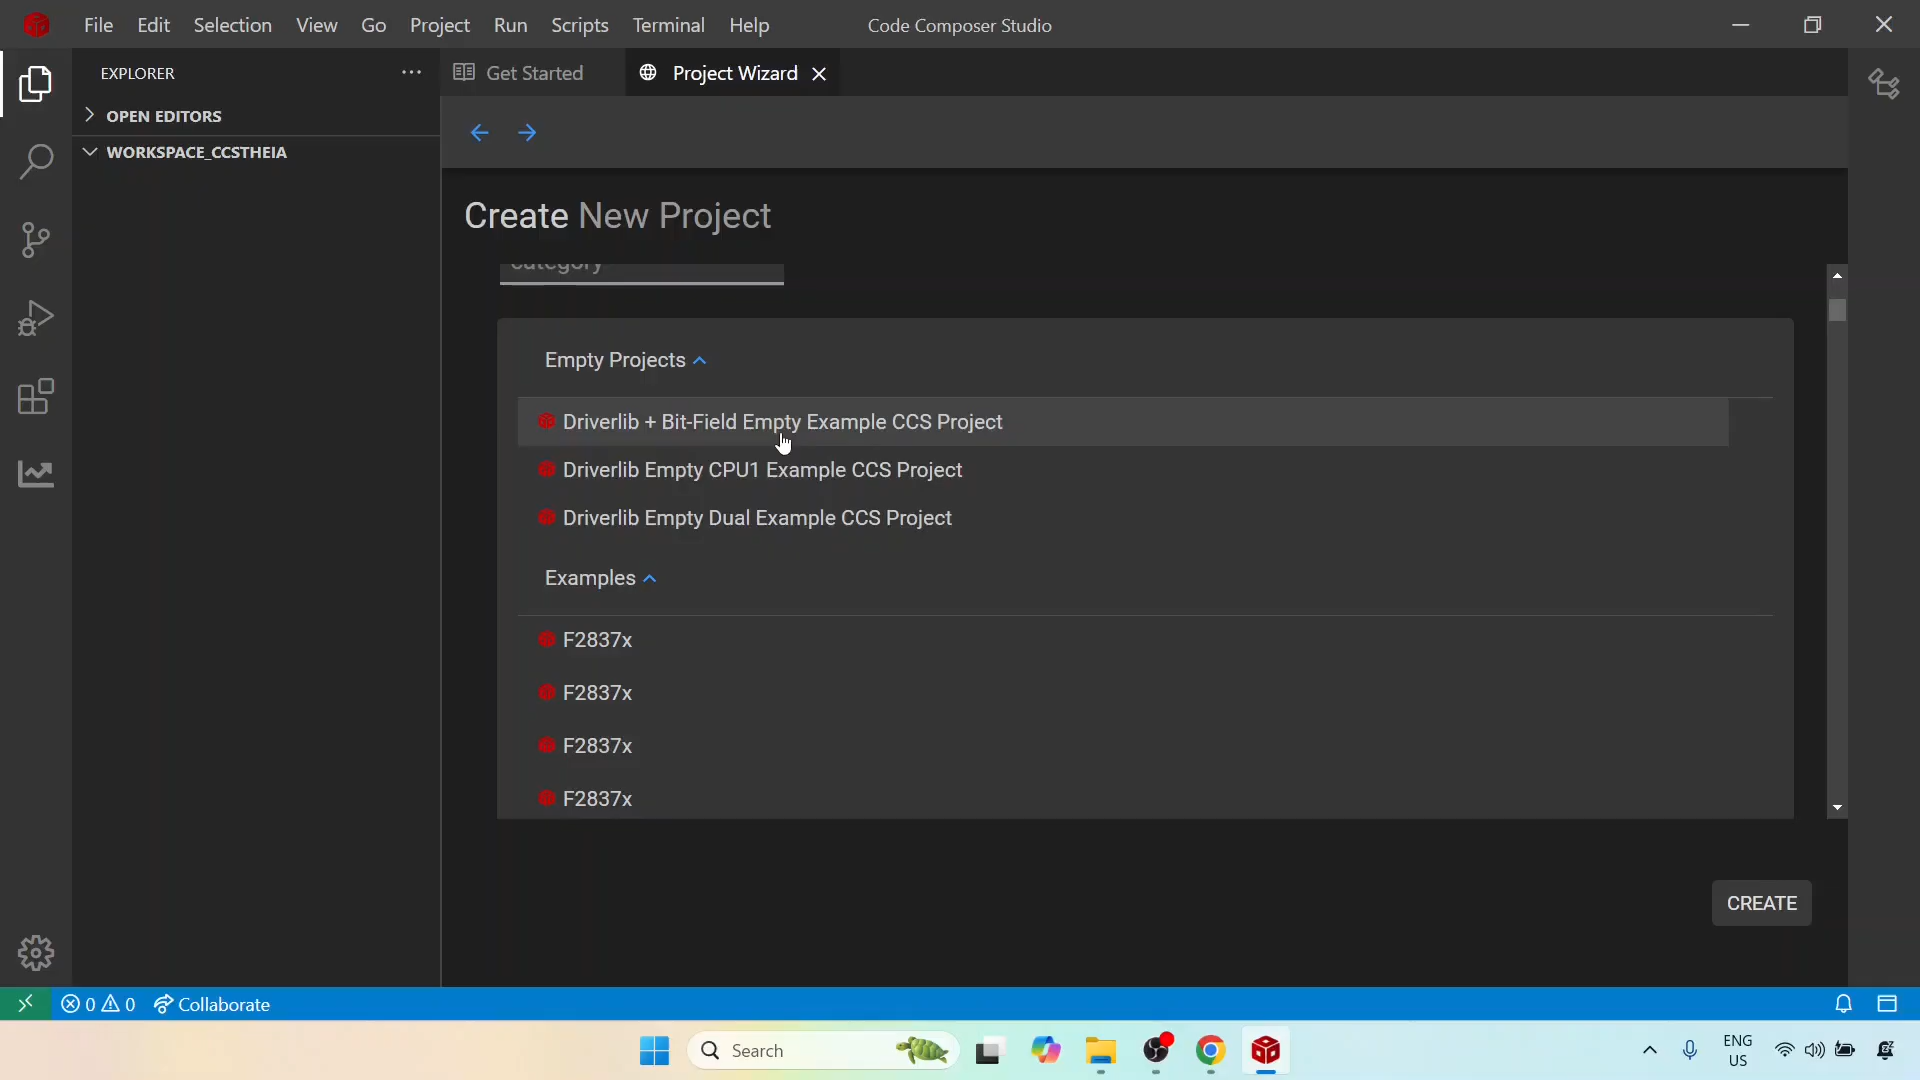 File Edit Selection View Go Project Run Scripts Terminal Help Code Composer Studio
EXPLORER
Get Started
Project Wizard
OPEN EDITORS
WORKSPACE_CCSTHEIA
Create New Project
category
Empty Projects
Driverlib + Bit-Field Empty Example CCS Project
Driverlib Empty CPU1 Example CCS Project
Driverlib Empty Dual Example CCS Project
Examples
F2837x
F2837x
F2837x
F2837x
CREATE
0 0 Collaborate
Search
ENG
US